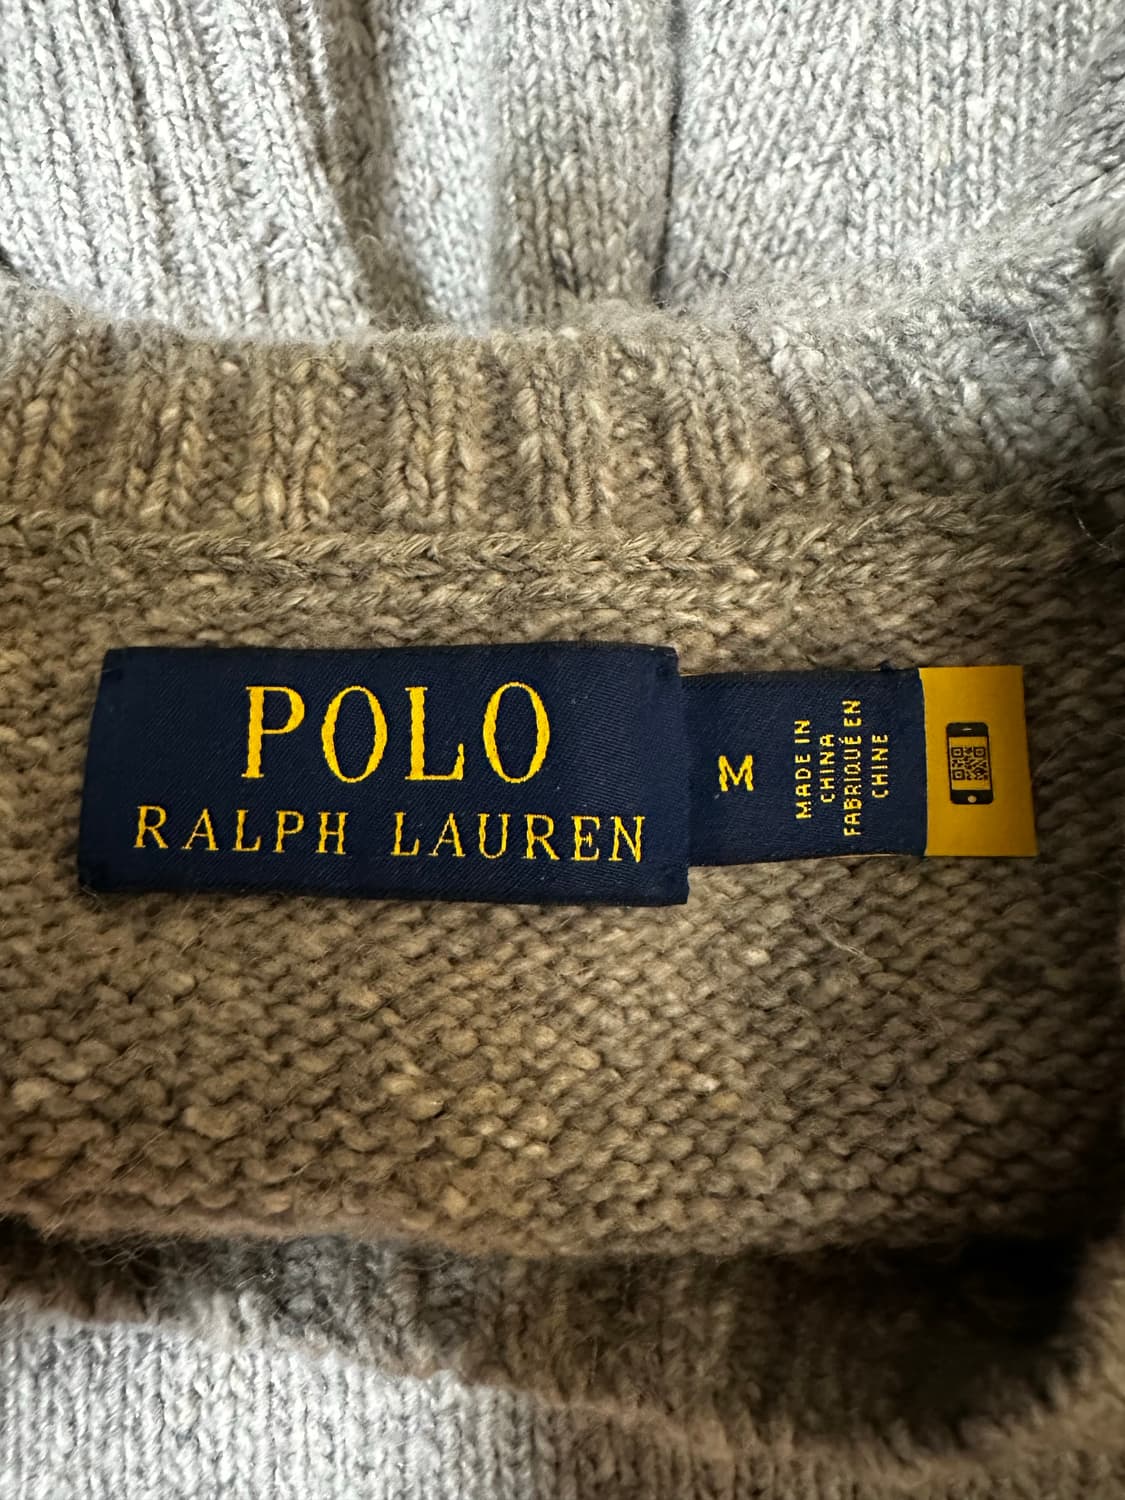 POLO
RALPH LAUREN
M
MADE IN
CHINA
FABRIQUÉ EN
CHINE